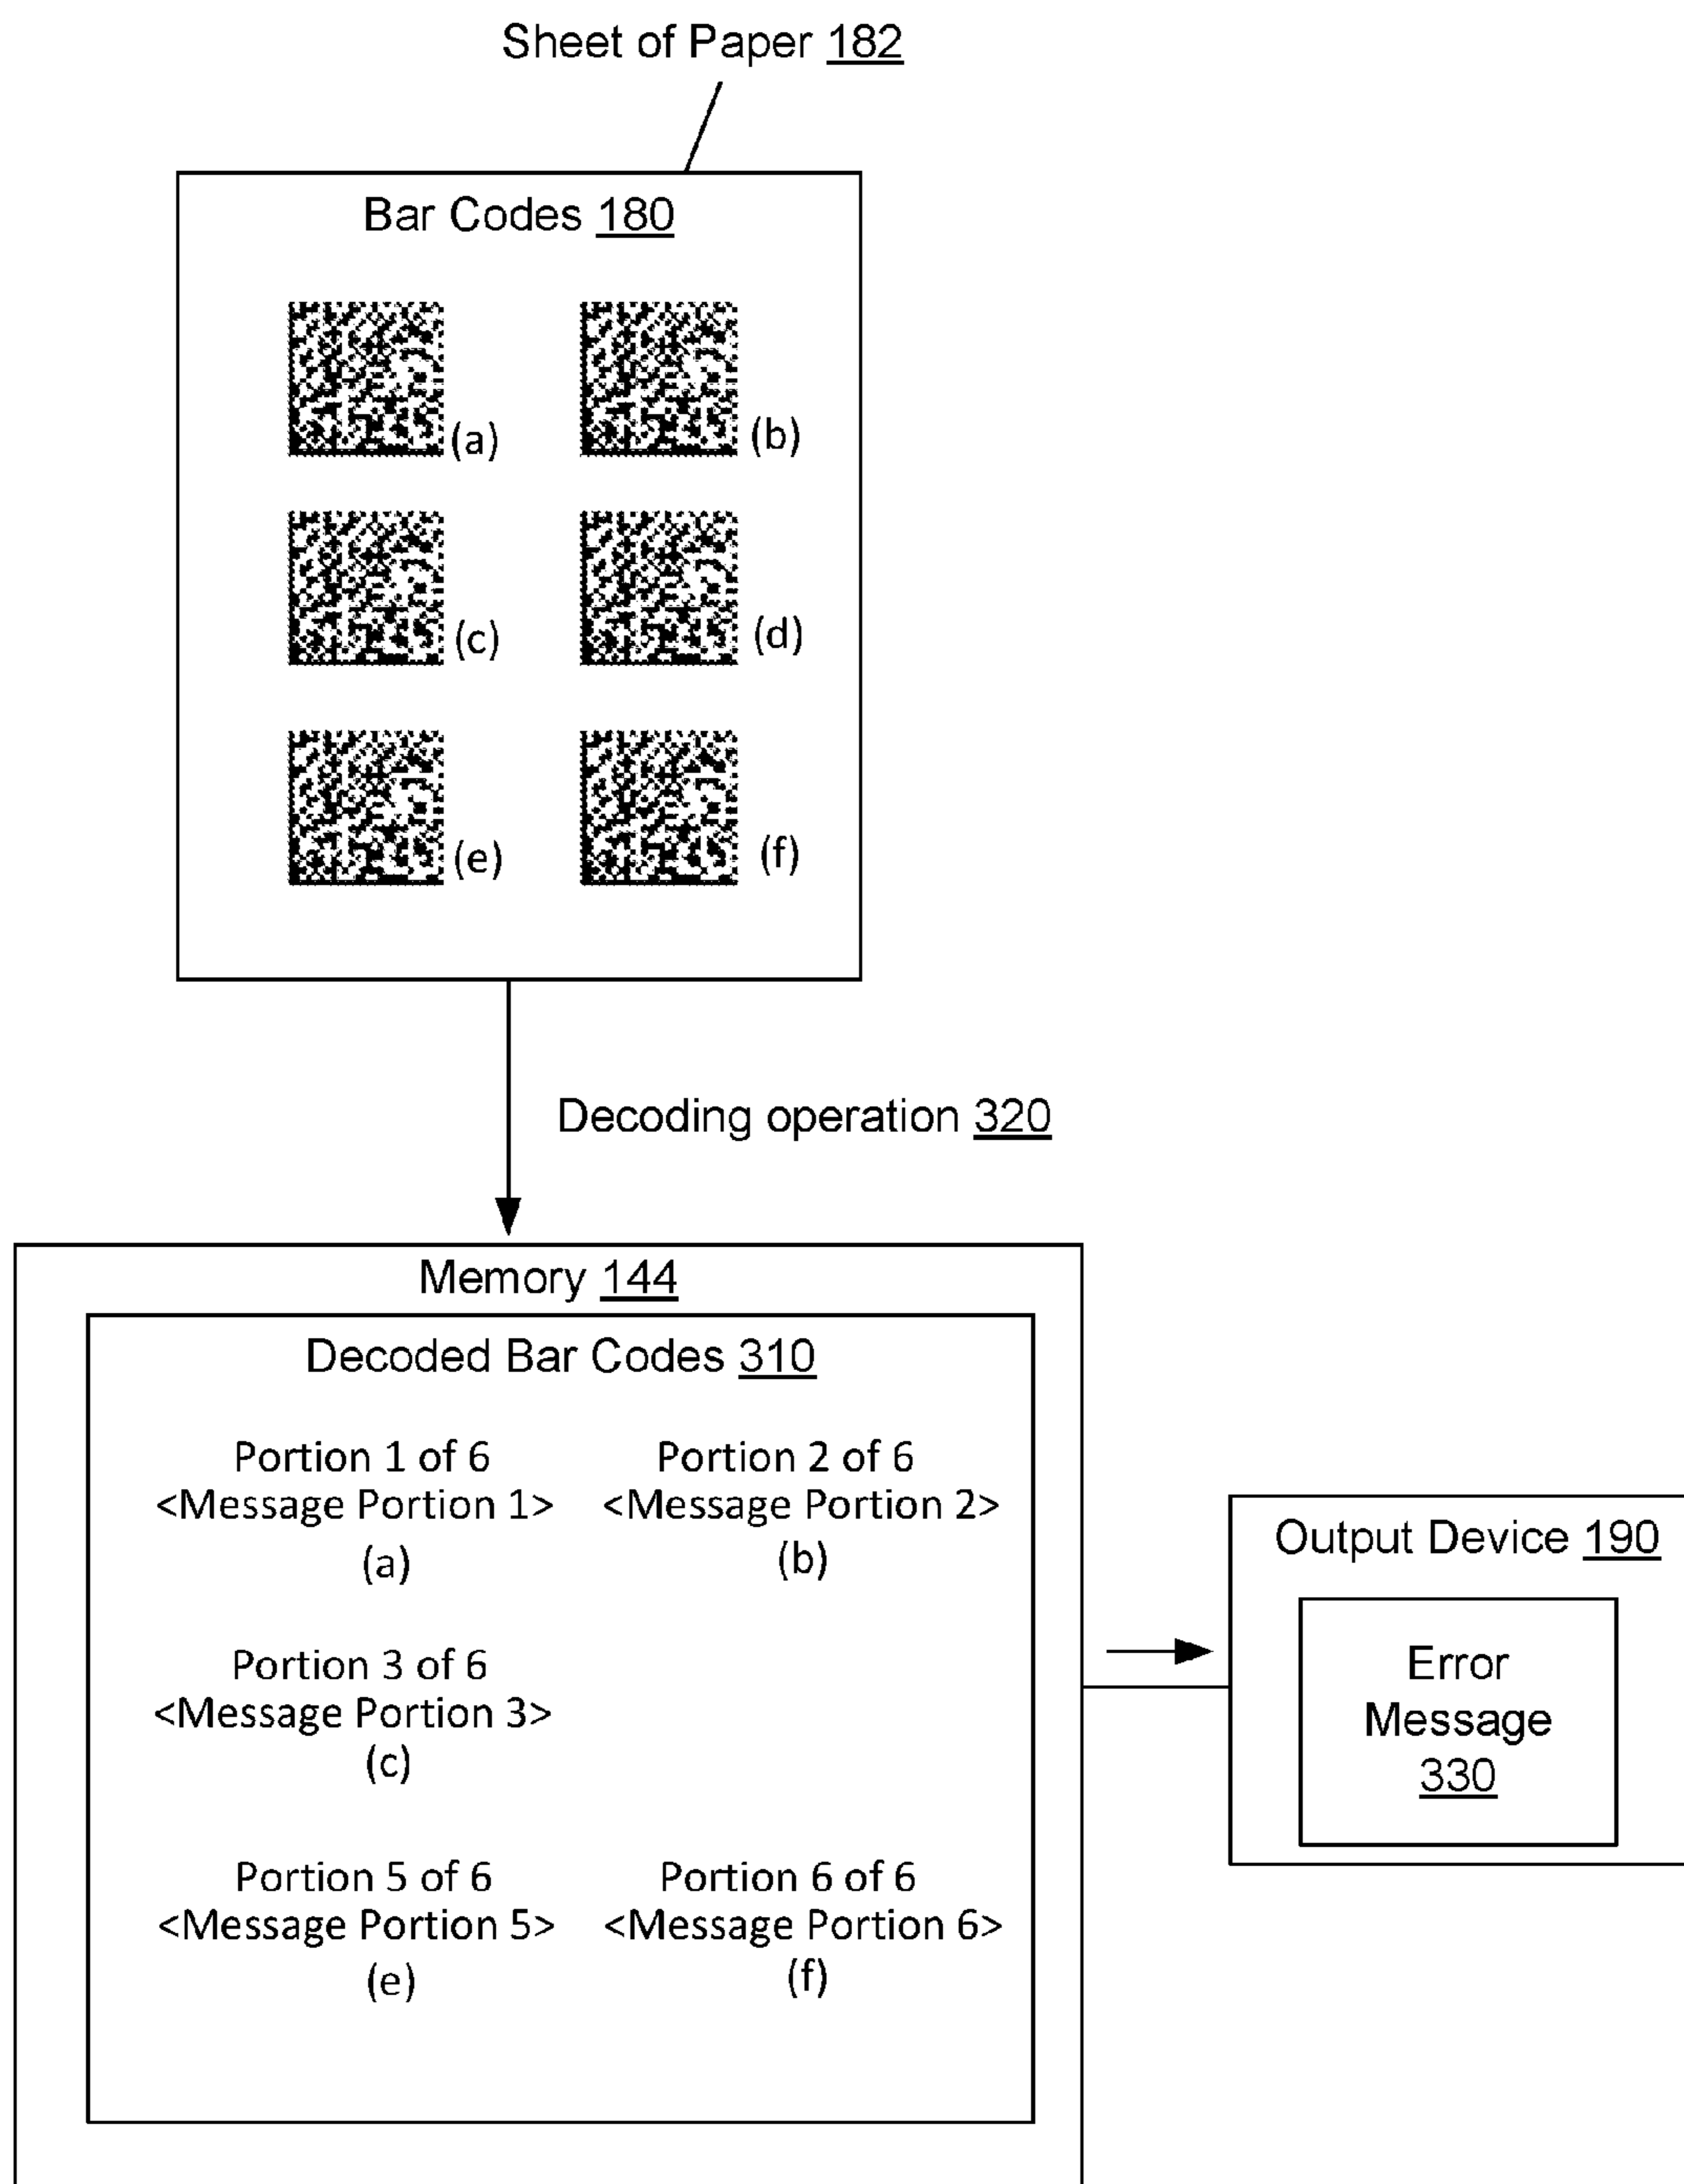 Sheet of Paper 182
Bar Codes 180
(a)
(b)
(c)
(d)
(e)
(f)
Decoding operation 320
Memory 144
Decoded Bar Codes 310
Portion 1 of 6
<Message Portion 1>
(a)
Portion 2 of 6
<Message Portion 2>
(b)
Portion 3 of 6
<Message Portion 3>
(c)
Portion 5 of 6
<Message Portion 5>
(e)
Portion 6 of 6
<Message Portion 6>
(f)
Output Device 190
Error
Message
330